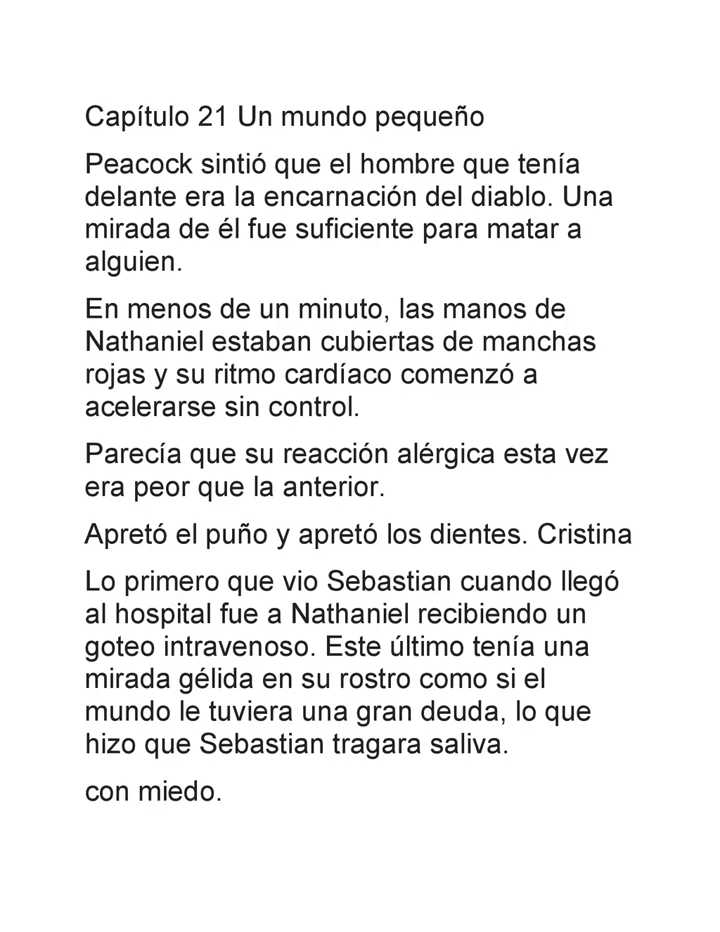 Capítulo 21 Un mundo pequeño
Peacock sintió que el hombre que tenía
delante era la encarnación del diablo. Una
mirada de él fue suficiente para matar a
alguien.
En menos de un minuto, las manos de
Nathaniel estaban cubiertas de manchas
rojas y su ritmo cardíaco comenzó a
acelerarse sin control.
Parecía que su reacción alérgica esta vez
era peor que la anterior.
Apretó el puño y apretó los dientes. Cristina
Lo primero que vio Sebastian cuando llegó
al hospital fue a Nathaniel recibiendo un
goteo intravenoso. Este último tenía una
mirada gélida en su rostro como si el
mundo le tuviera una gran deuda, lo que
hizo que Sebastian tragara saliva.
con miedo.